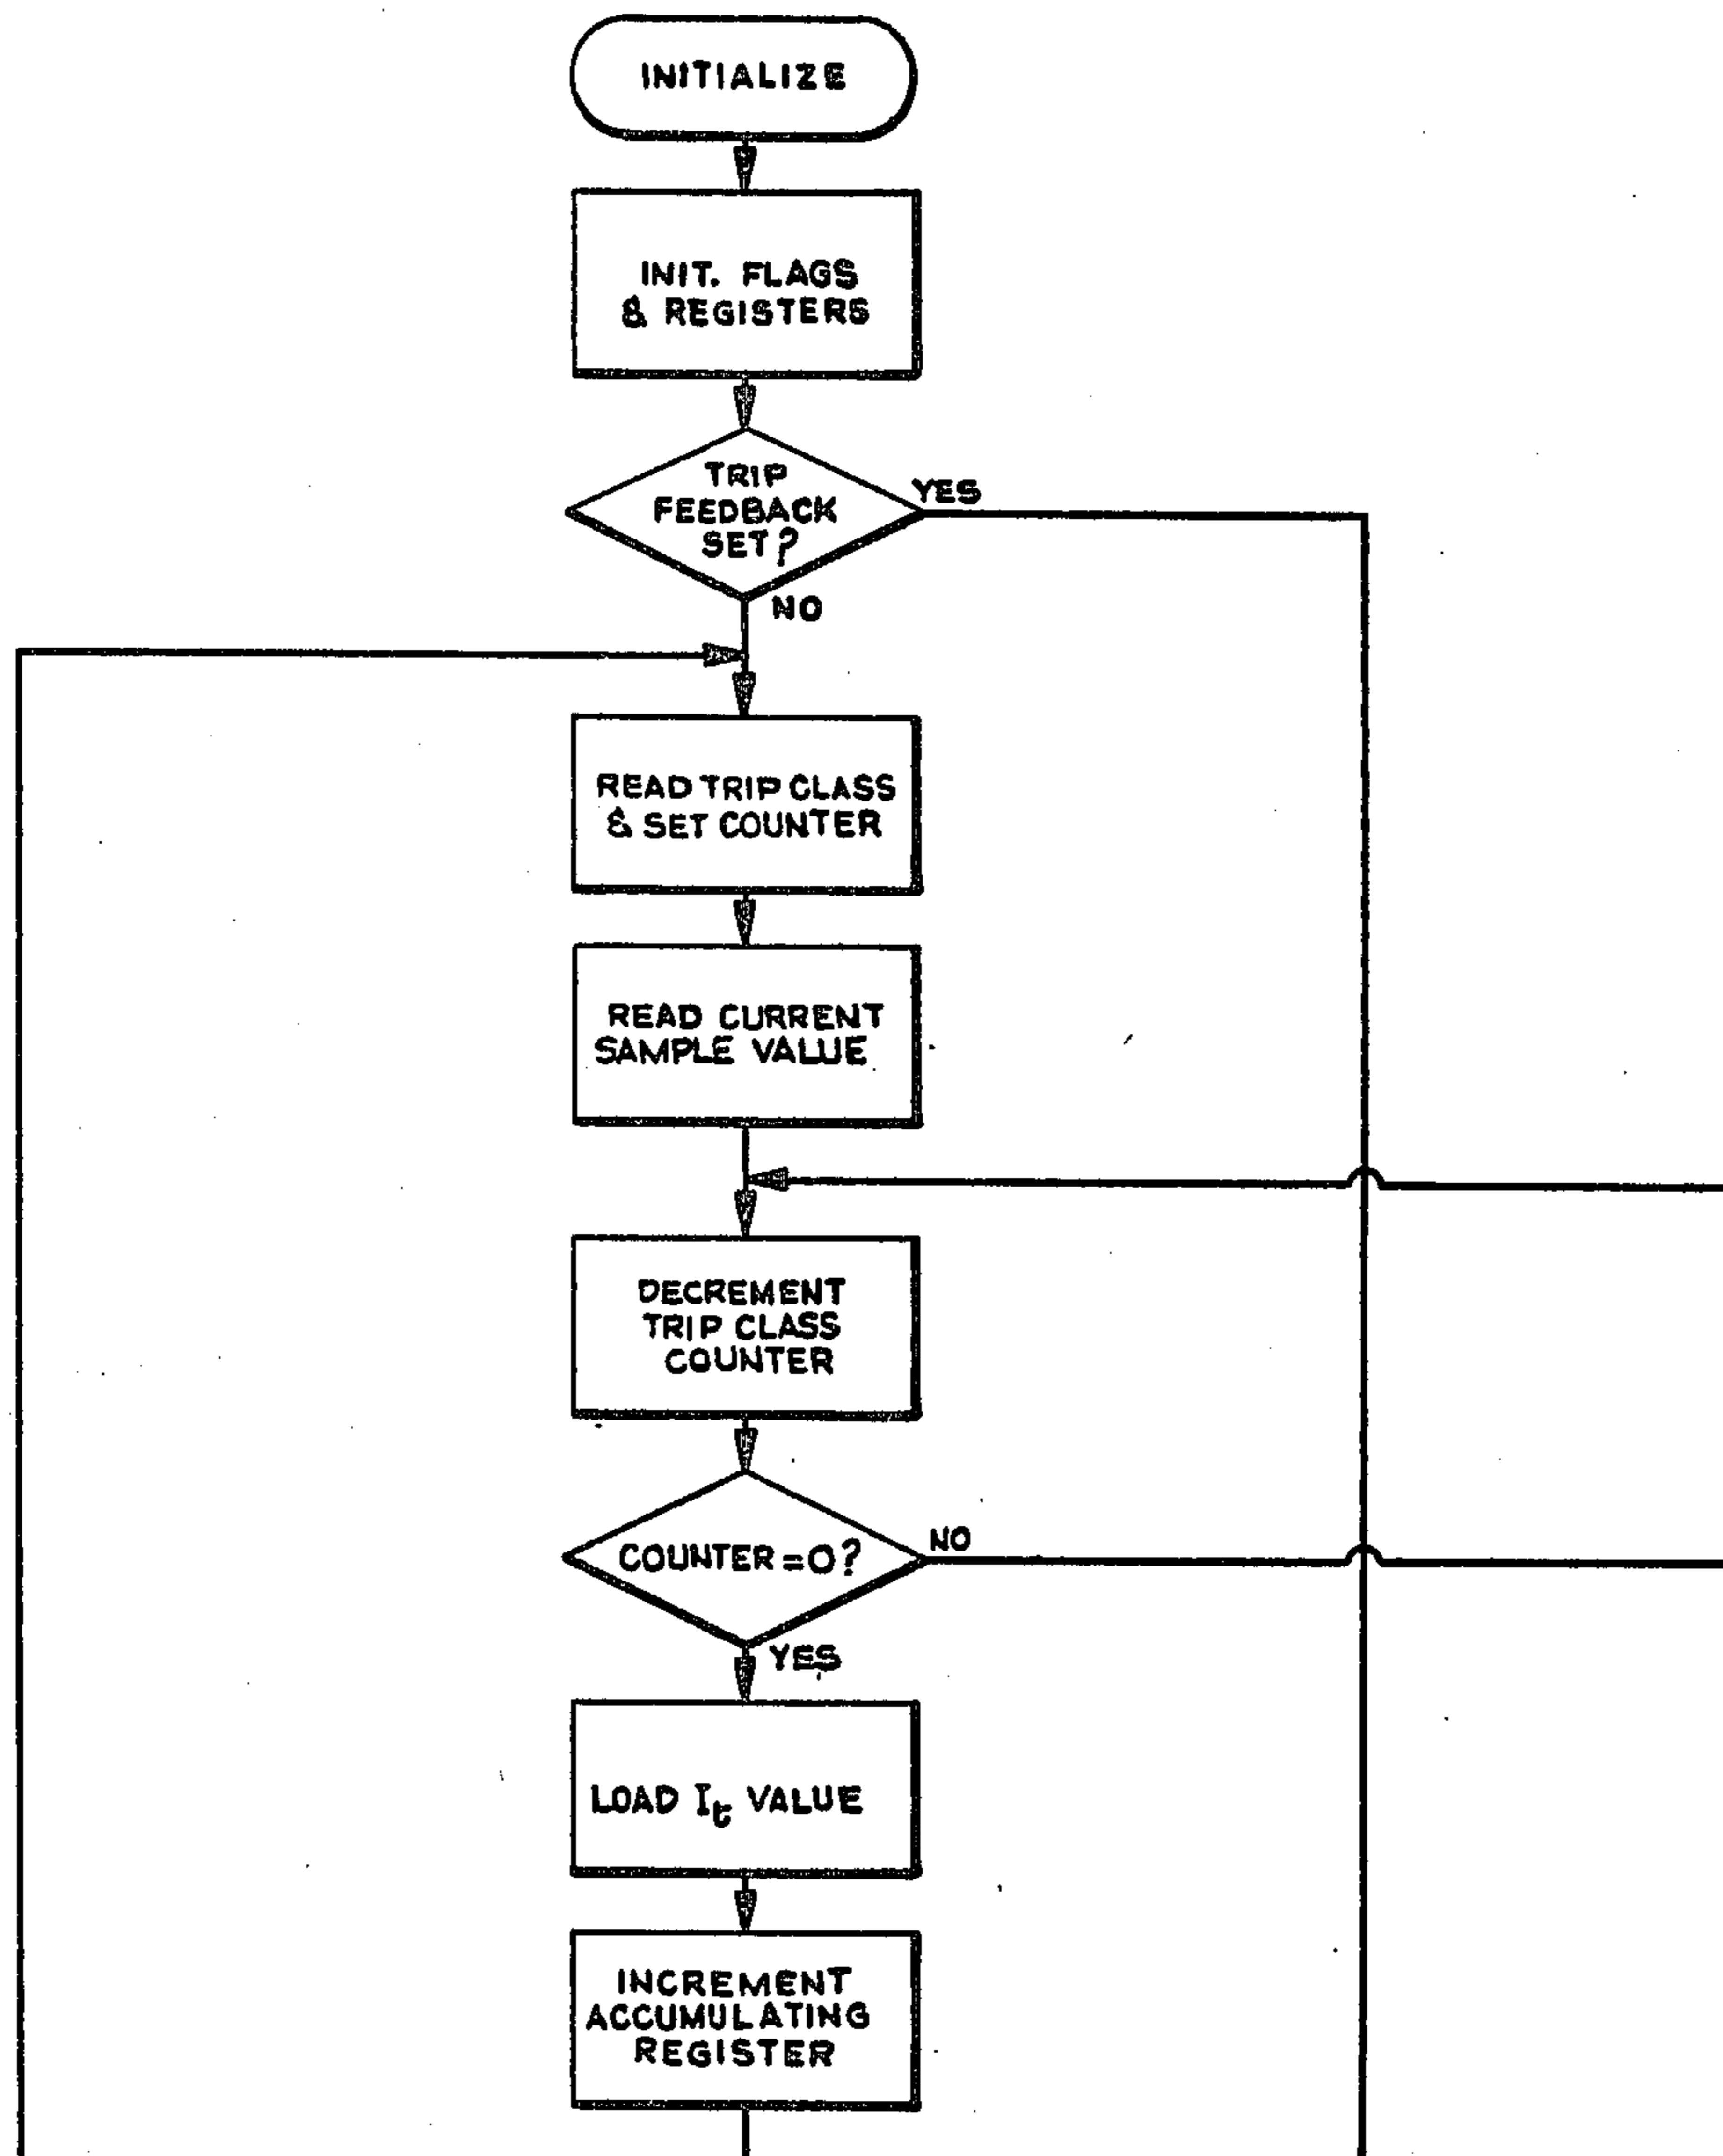 INITIALIZE
INIT. FLAGS
& REGISTERS
TRIP
FEEDBACK
SET?
YES
NO
READ TRIP CLASS
& SET COUNTER
READ CURRENT
SAMPLE VALUE
DECREMENT
TRIP CLASS
COUNTER
COUNTER = 0?
NO
YES
LOAD It VALUE
INCREMENT
ACCUMULATING
REGISTER